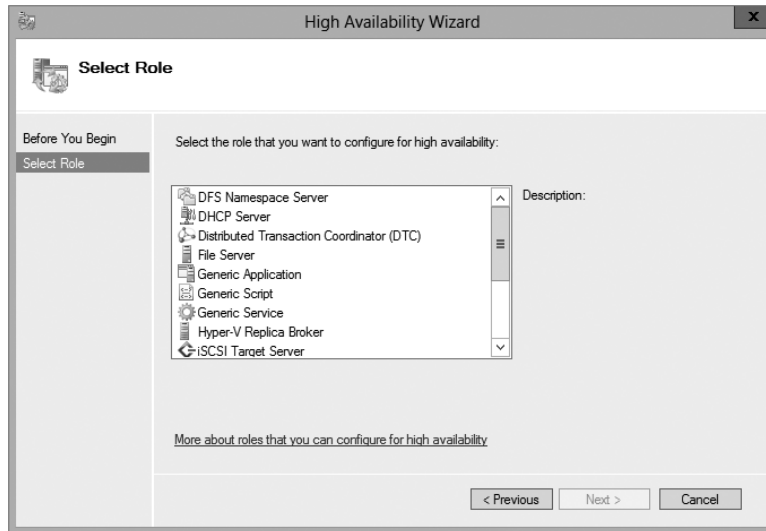 High Availability Wizard
x
Select Role
Before You Begin
Select Role
Select the role that you want to configure for high availability:
DFS Namespace Server
DHCP Server
Distributed Transaction Coordinator (DTC)
File Server
Generic Application
Generic Script
Generic Service
Hyper-V Replica Broker
iSCSI Target Server
Description:
More about roles that you can configure for high availability
< Previous
Next >
Cancel